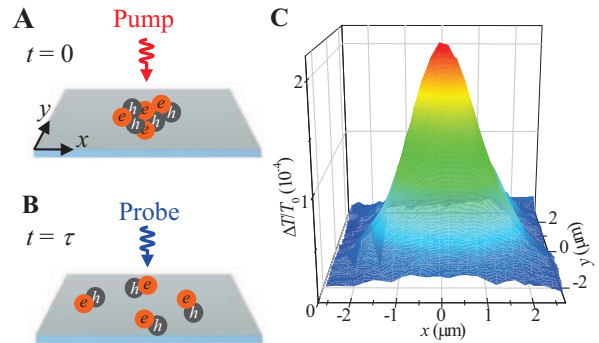 A
Pump
t = 0
e
h
e
h
e
h
h
e
y
x
B
Probe
t = τ
h
e
e
h
e
h
e
h
C
2
1
0
ΔT/T₀ (10⁻⁴)
-2
-1
0
1
2
x (μm)
2
0
-2
y (μm)